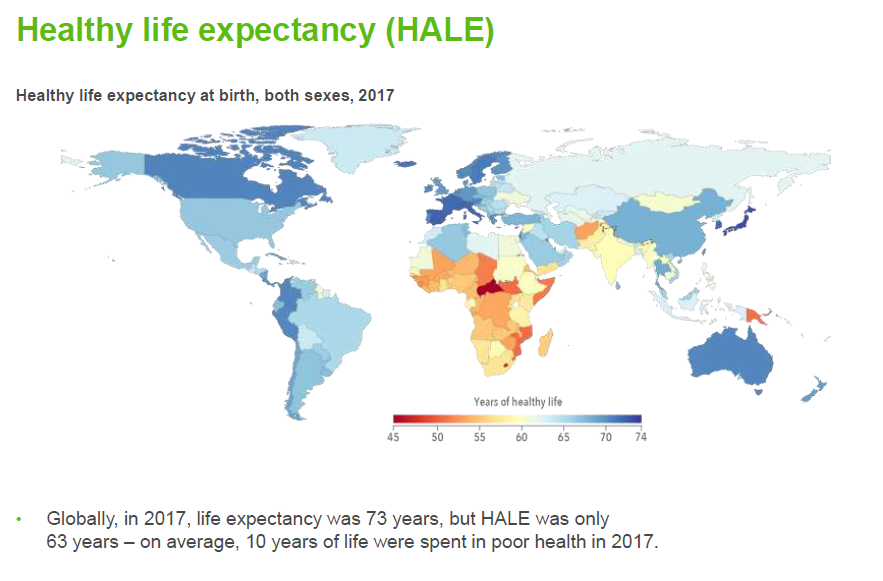 Healthy life expectancy (HALE)
Healthy life expectancy at birth, both sexes, 2017
Years of healthy life
45 50 55 60 65 70 74
• Globally, in 2017, life expectancy was 73 years, but HALE was only
63 years – on average, 10 years of life were spent in poor health in 2017.